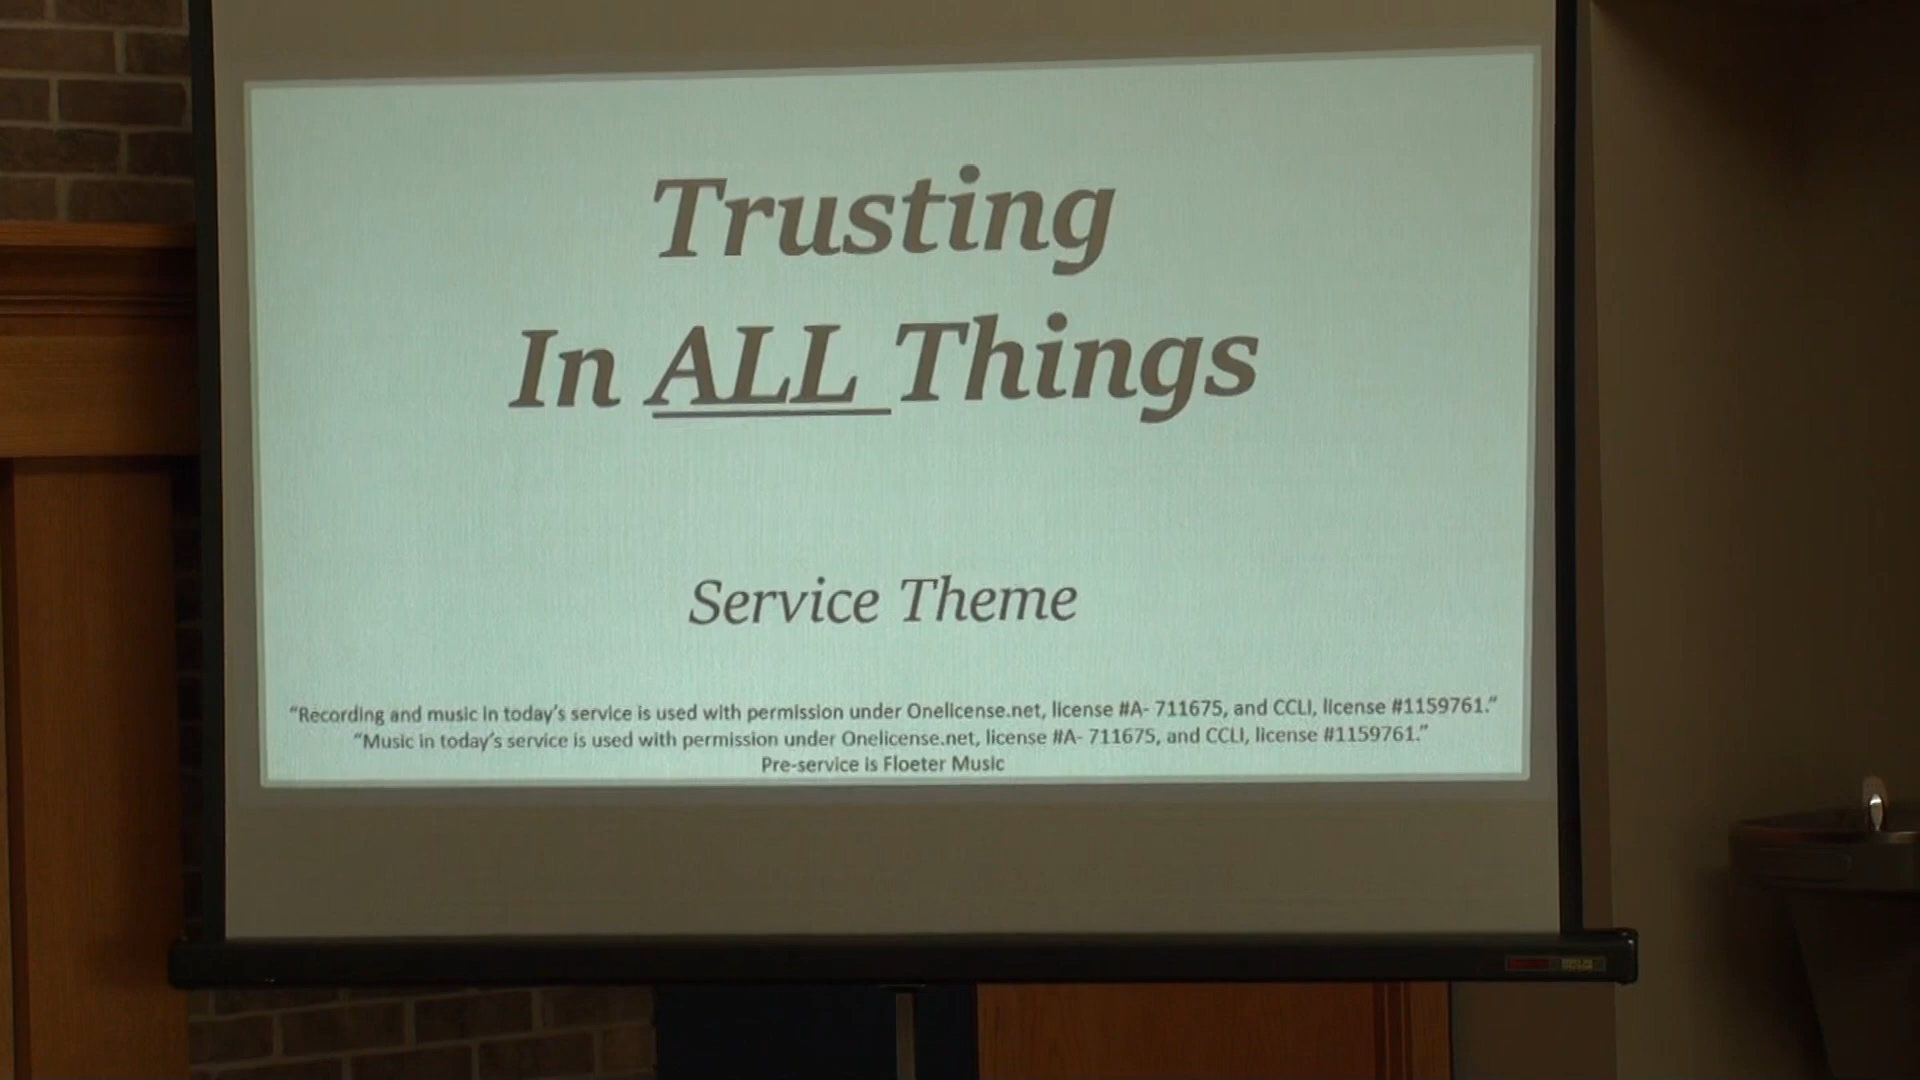 Trusting
In ALL Things
Service Theme
“Recording and music in today’s service is used with permission under Onelicense.net, license #A- 711675, and CCLI, license #1159761.”
“Music in today’s service is used with permission under Onelicense.net, license #A- 711675, and CCLI, license #1159761.”
Pre-service is Floeter Music